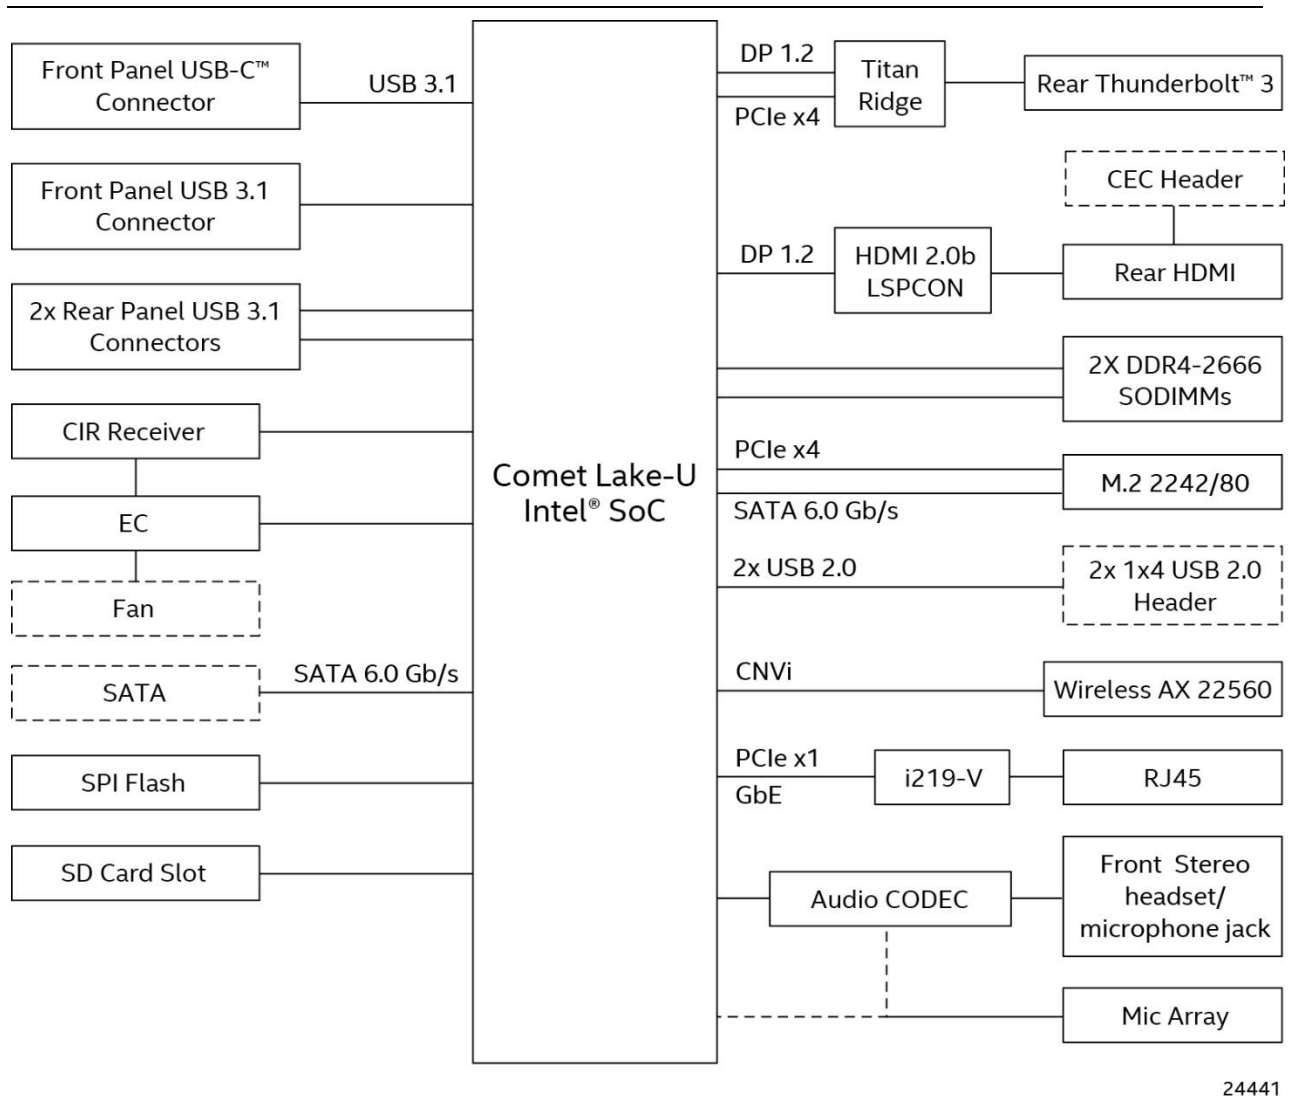 Front Panel USB-C™
Connector
USB 3.1
Front Panel USB 3.1
Connector
2x Rear Panel USB 3.1
Connectors
CIR Receiver
EC
Fan
SATA
SATA 6.0 Gb/s
SPI Flash
SD Card Slot
Comet Lake-U
Intel® SoC
DP 1.2
PCIe x4
Titan
Ridge
Rear Thunderbolt™ 3
CEC Header
DP 1.2
HDMI 2.0b
LSPCON
Rear HDMI
2X DDR4-2666
SODIMMs
PCIe x4
SATA 6.0 Gb/s
M.2 2242/80
2x USB 2.0
2x 1x4 USB 2.0
Header
CNVi
Wireless AX 22560
PCIe x1
GbE
i219-V
RJ45
Audio CODEC
Front Stereo
headset/
microphone jack
Mic Array
24441